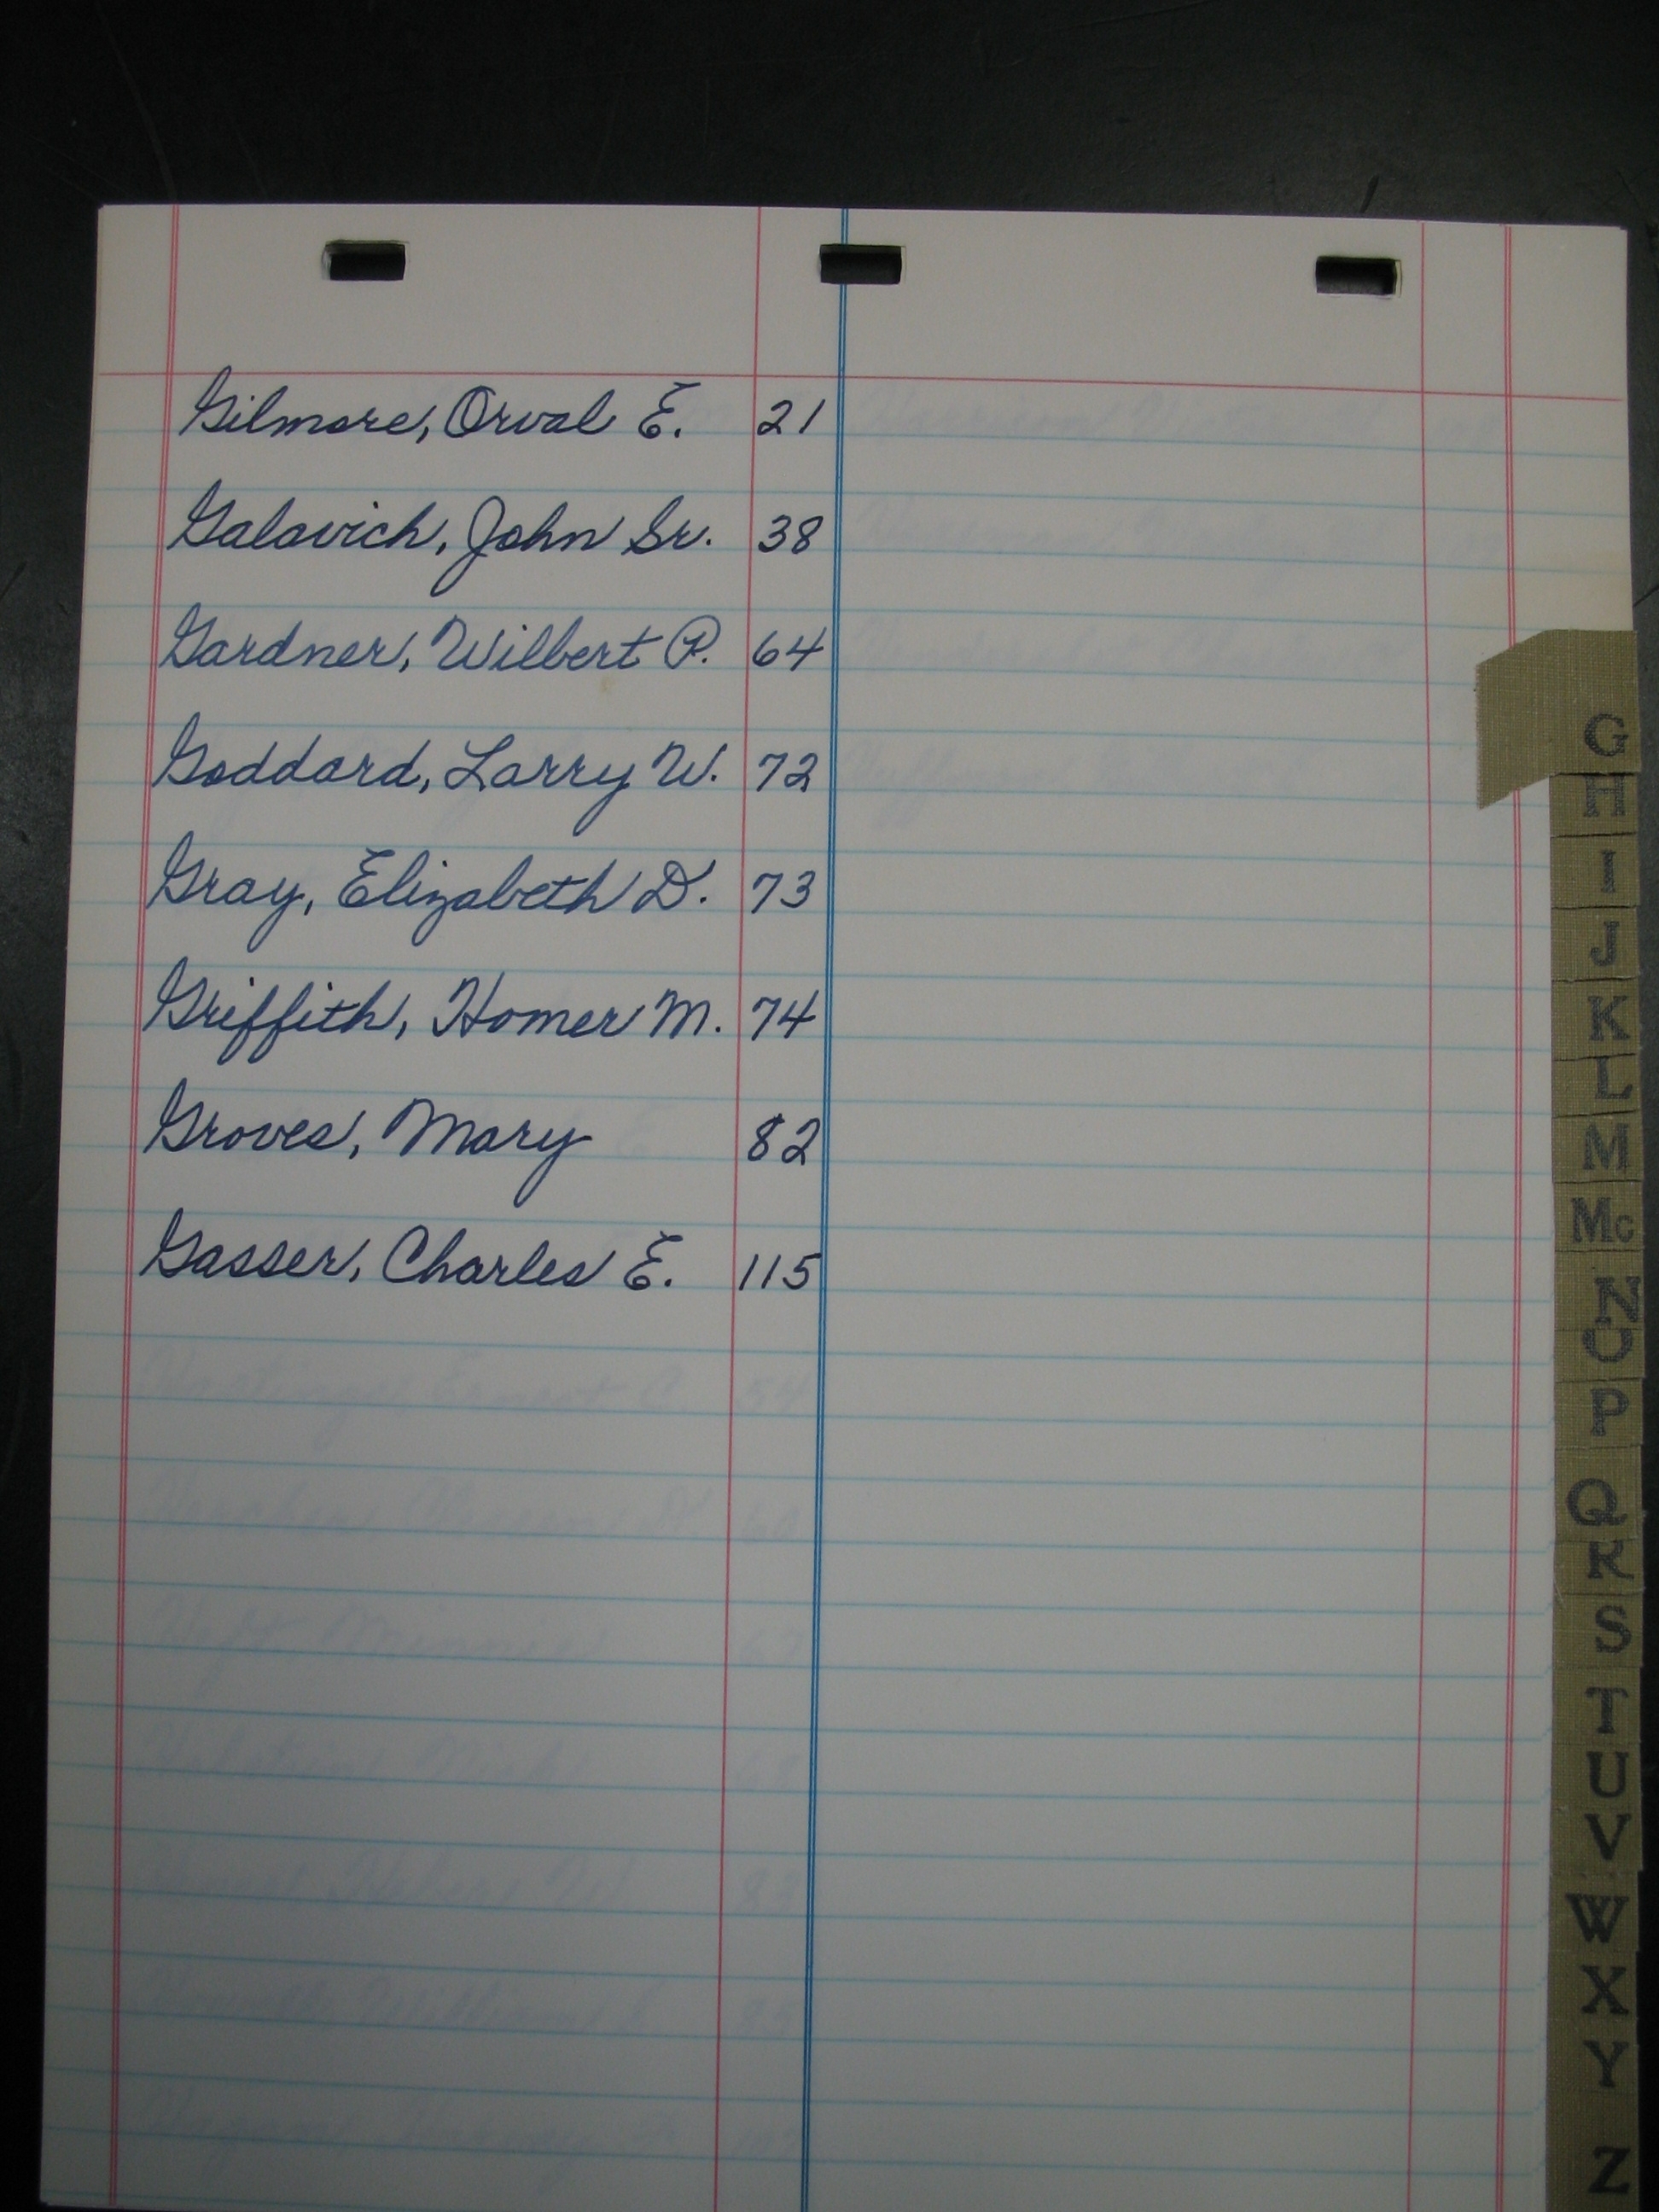 Gilmore, Orval E. 21
Galovich, John Sr. 38
Gardner, Wilbert P. 64
Goddard, Larry W. 72
Gray, Elizabeth D. 73
Griffith, Homer M. 74
Groves, Mary 82
Gasser, Charles E. 115
G
H
I
J
K
L
M
Mc
N
O
P
Q
R
S
T
U
V
W
X
Y
Z